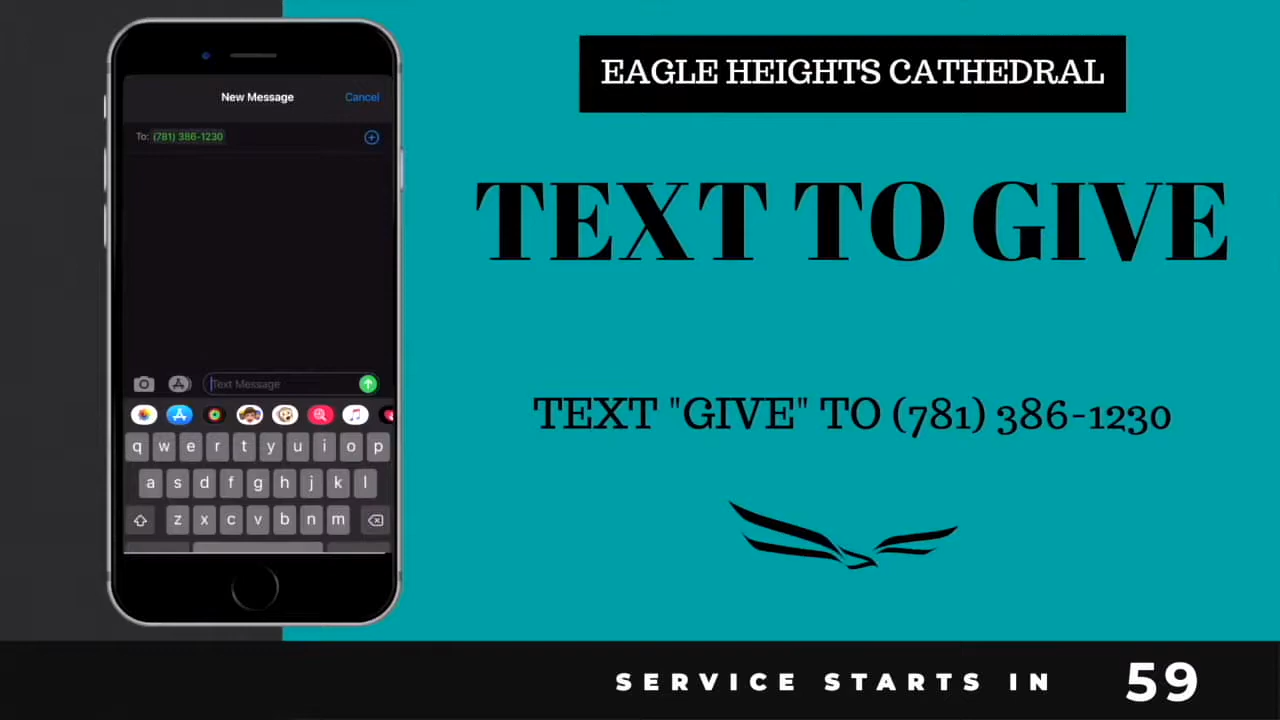 New Message
Cancel
To: (781) 386-1230
Text Message
q w e r t y u i o p
a s d f g h j k l
z x c v b n m
EAGLE HEIGHTS CATHEDRAL
TEXT TO GIVE
TEXT "GIVE" TO (781) 386-1230
SERVICE STARTS IN 59